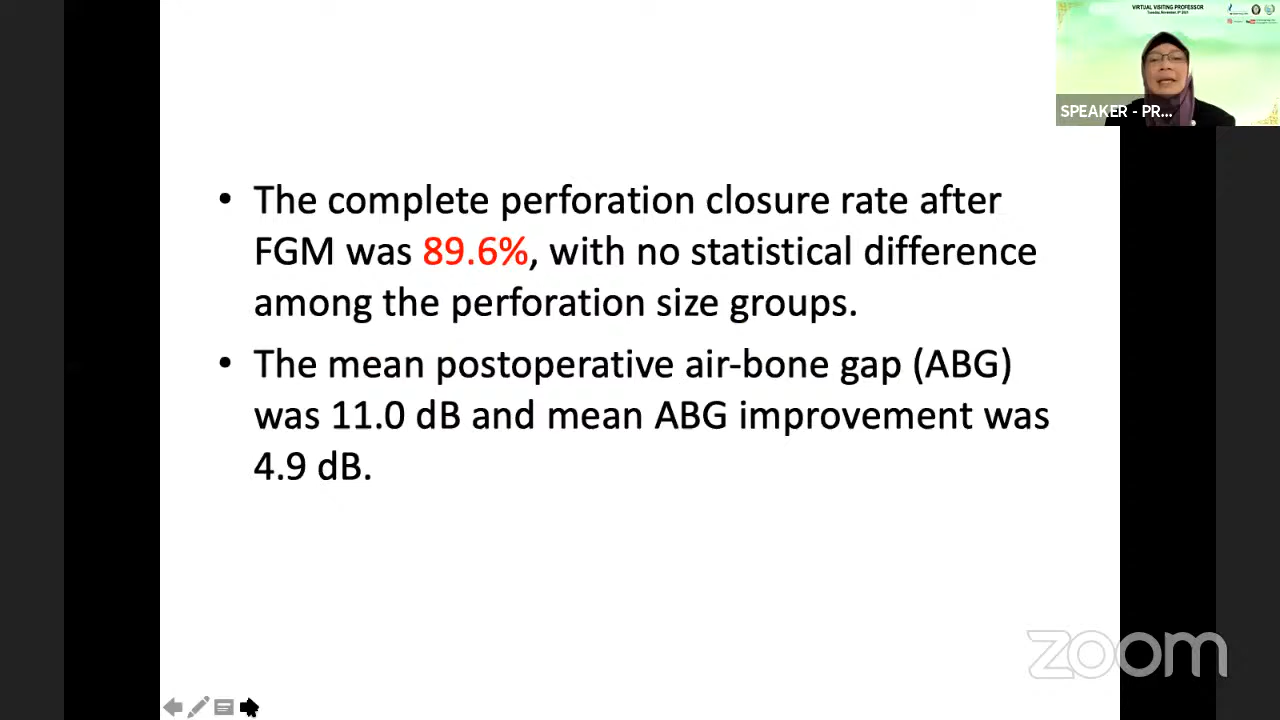 VIRTUAL VISITING PROFESSOR
SPEAKER - PR...
• The complete perforation closure rate after
FGM was 89.6%, with no statistical difference
among the perforation size groups.
• The mean postoperative air-bone gap (ABG)
was 11.0 dB and mean ABG improvement was
4.9 dB.
zoom